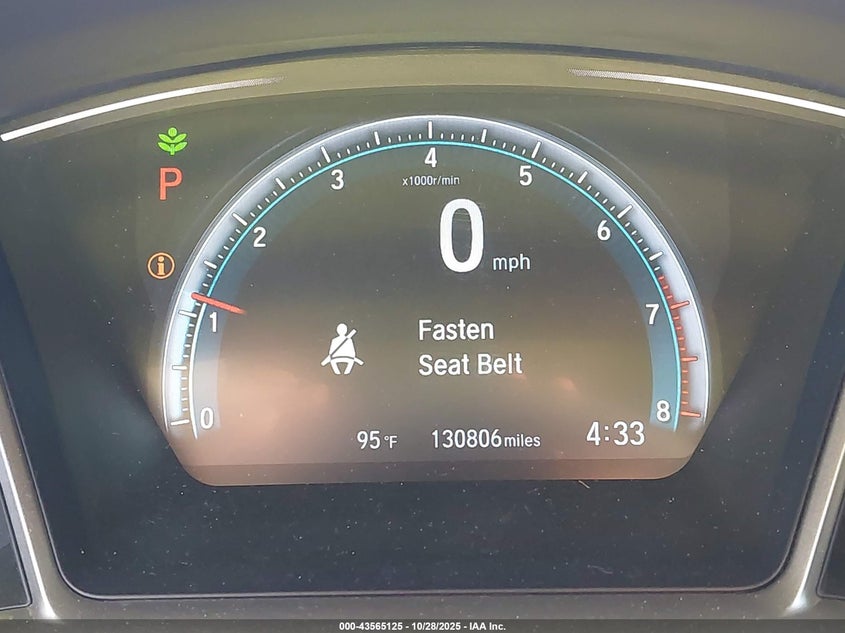 4
3
x1000r/min
5
P
2
0 mph
6
i
1
Fasten
7
Seat Belt
0
8
95°F 130806 miles 4:33
000-43565125 - 10/28/2025 - IAA Inc.